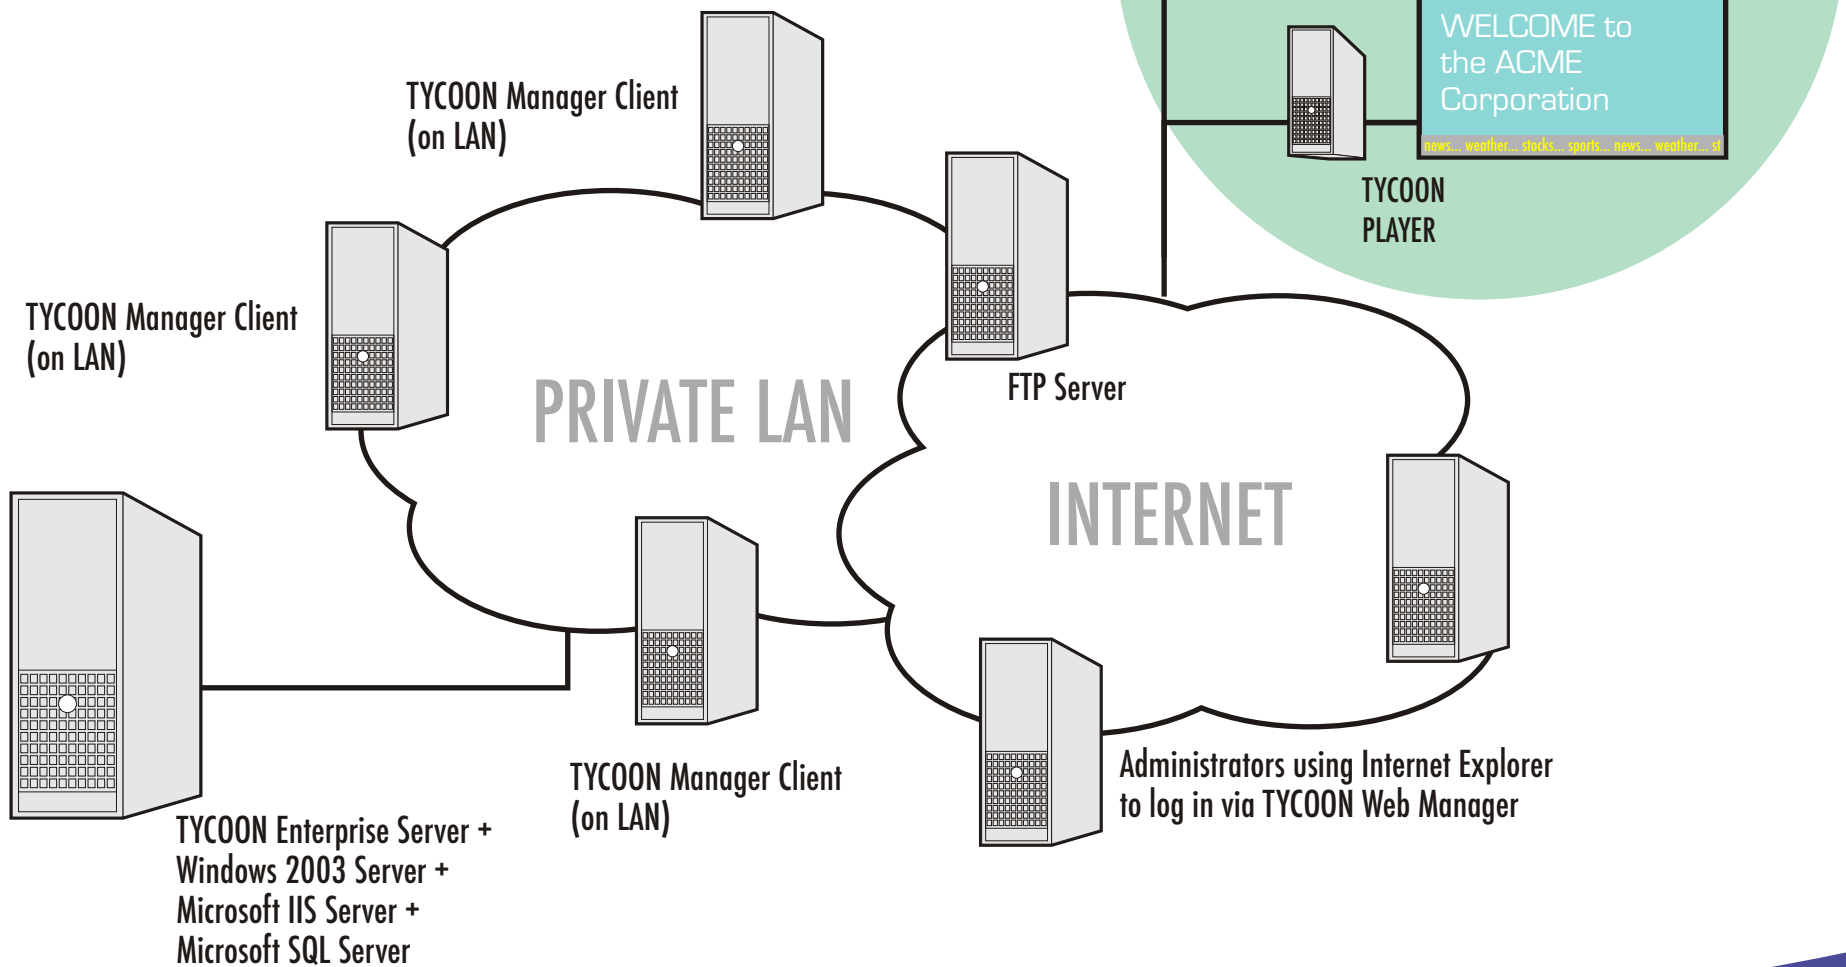 WELCOME to
the ACME
Corporation
news... weather... stocks... sports... news... weather... st
TYCOON
PLAYER
TYCOON Manager Client
(on LAN)
TYCOON Manager Client
(on LAN)
PRIVATE LAN
FTP Server
INTERNET
TYCOON Manager Client
(on LAN)
Administrators using Internet Explorer
to log in via TYCOON Web Manager
TYCOON Enterprise Server +
Windows 2003 Server +
Microsoft IIS Server +
Microsoft SQL Server